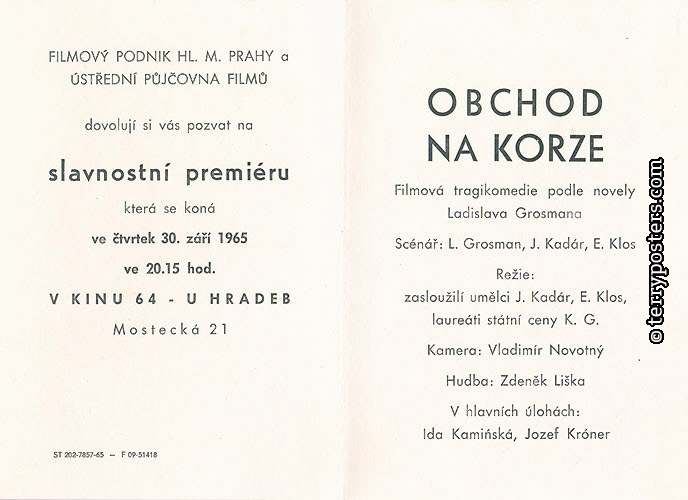 FILMOVÝ PODNIK HL. M. PRAHY a
ÚSTŘEDNÍ PŮJČOVNA FILMŮ
dovolují si vás pozvat na
slavnostní premiéru
která se koná
ve čtvrtek 30. září 1965
ve 20.15 hod.
V KINU 64 - U HRADEB
Mostecká 21
ST 202-7857-65 — F 09-51418
OBCHOD
NA KORZE
Filmová tragikomedie podle novely
Ladislava Grosmana
Scénář: L. Grosman, J. Kadár, E. Klos
Režie:
zasloužilí umělci J. Kadár, E. Klos,
laureáti státní ceny K. G.
Kamera: Vladimír Novotný
Hudba: Zdeněk Liška
V hlavních úlohách:
Ida Kamińská, Jozef Króner
© terryposters.com